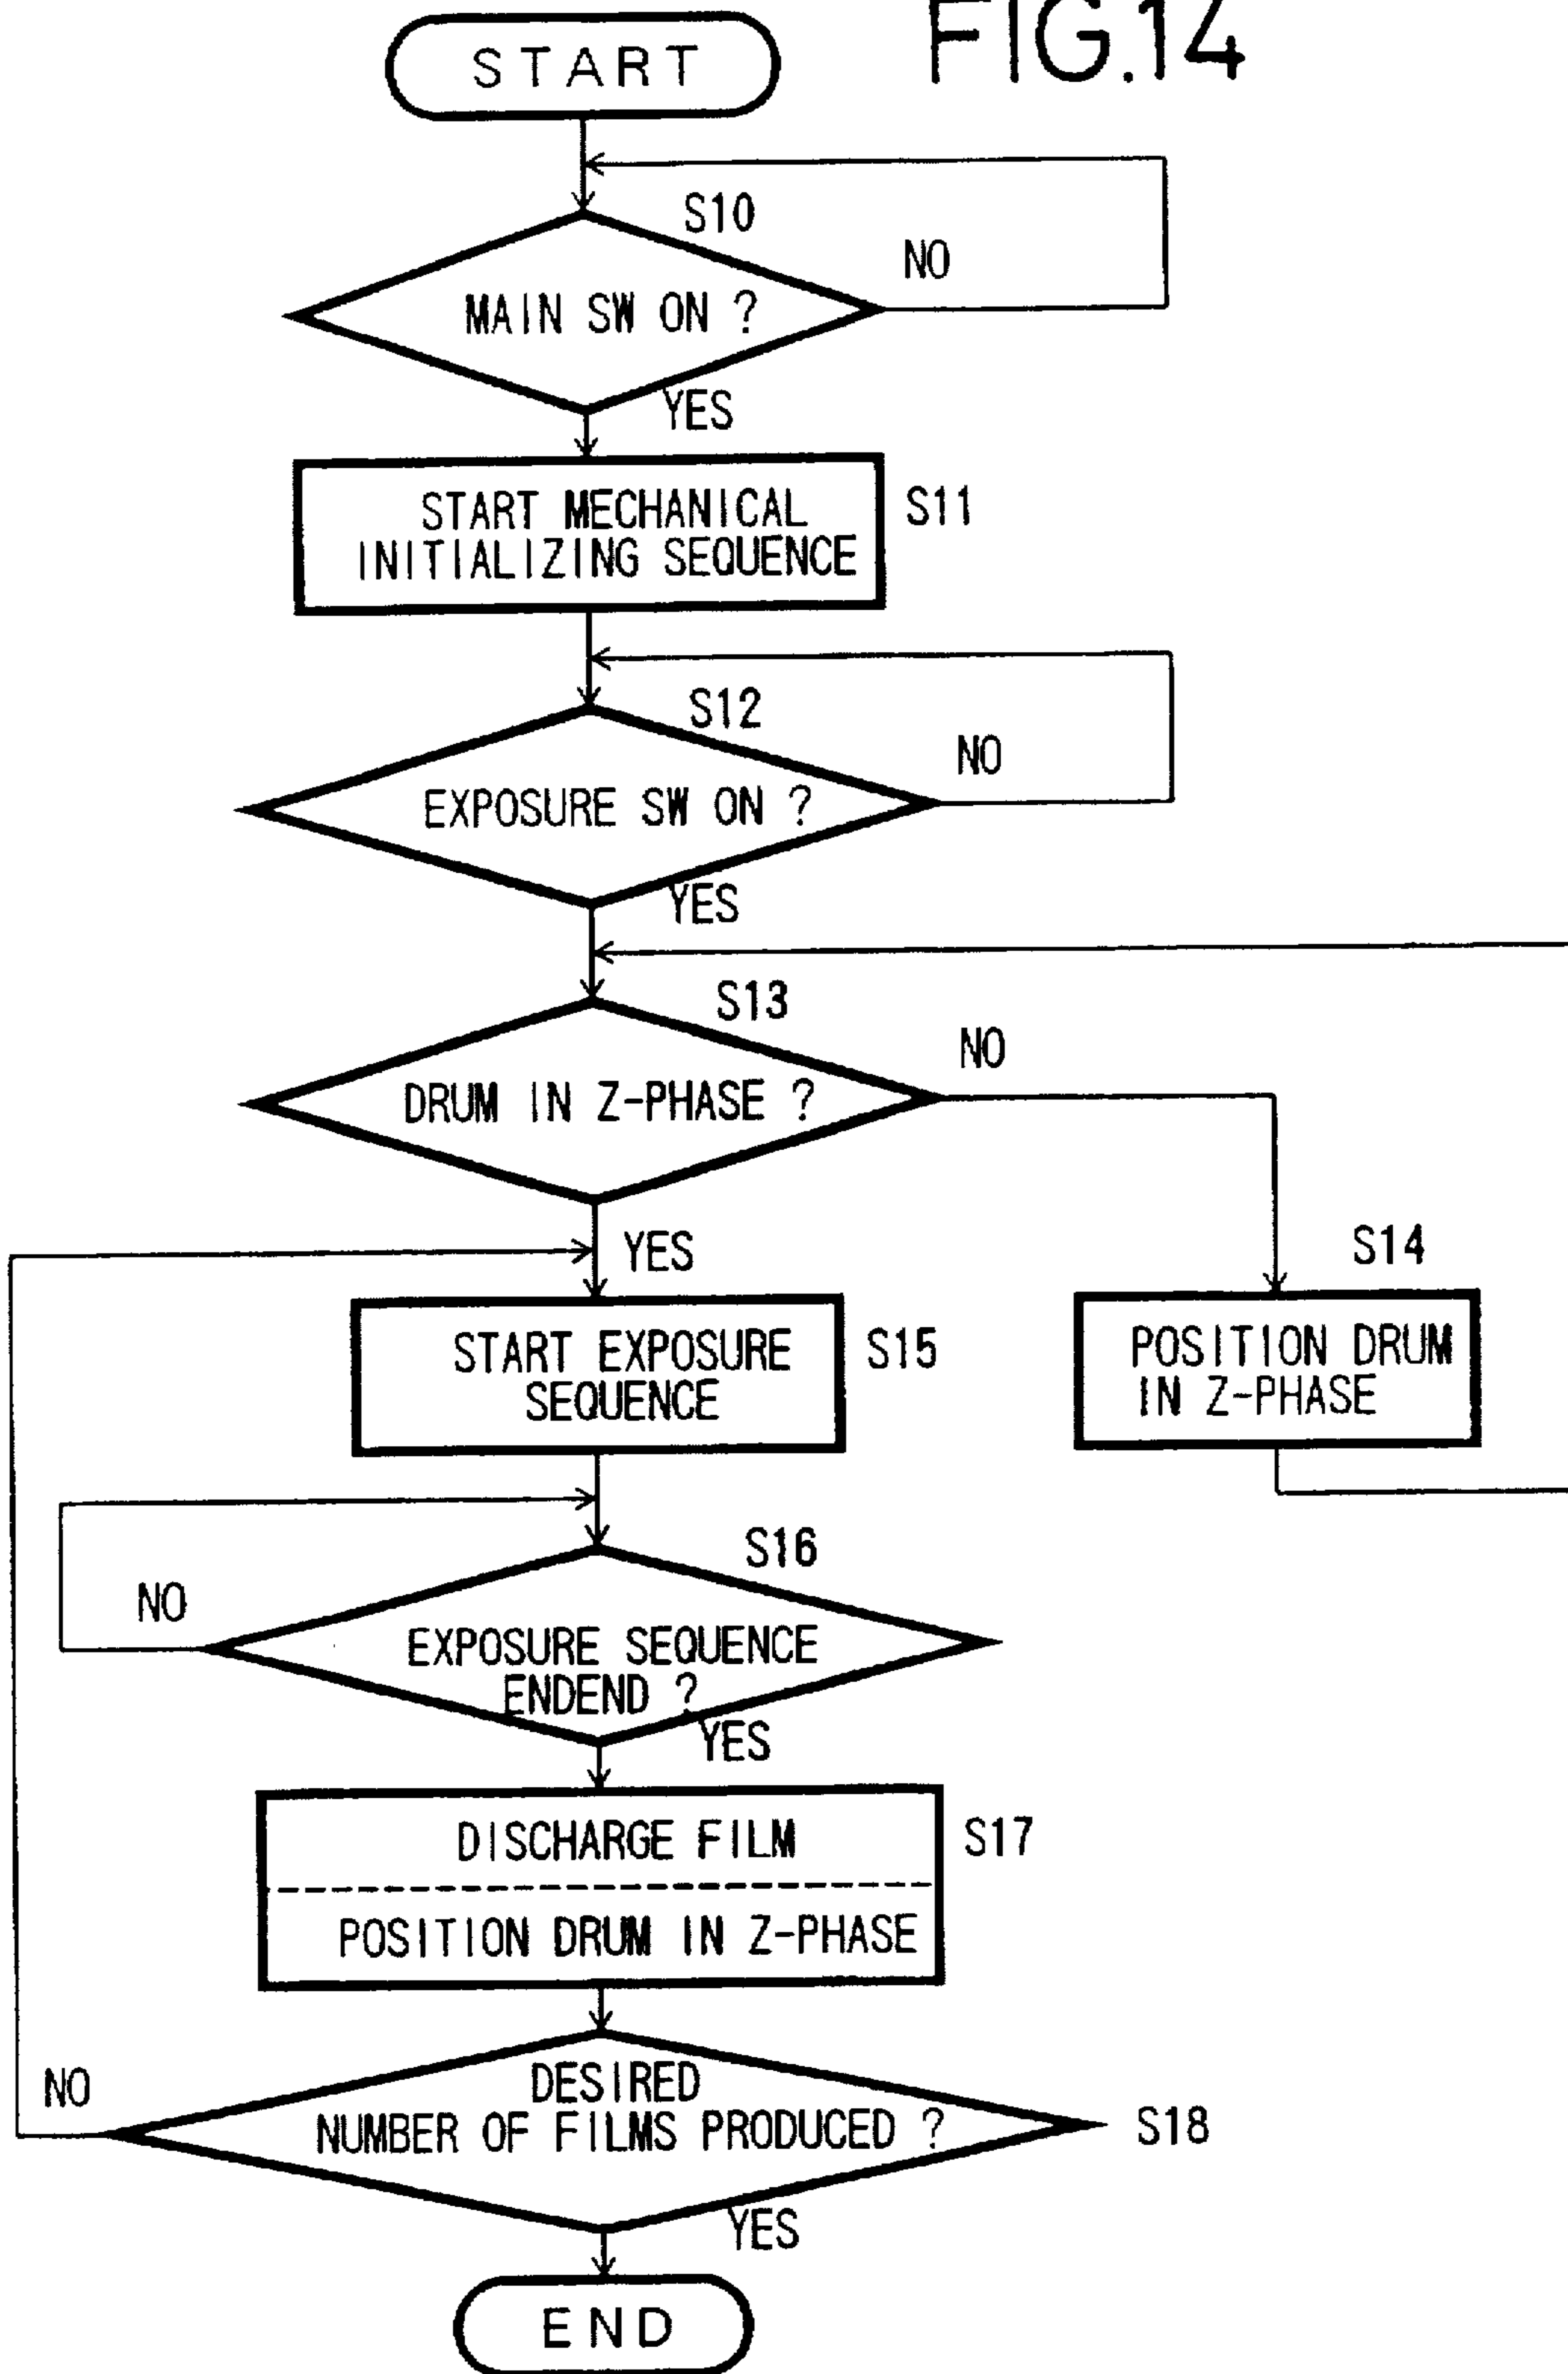 FIG.14
START
S10
NO
MAIN SW ON ?
YES
START MECHANICAL
INITIALIZING SEQUENCE
S11
S12
NO
EXPOSURE SW ON ?
YES
S13
NO
DRUM IN Z-PHASE ?
YES
S14
START EXPOSURE
SEQUENCE
S15
POSITION DRUM
IN Z-PHASE
S16
NO
EXPOSURE SEQUENCE
ENDEND ?
YES
DISCHARGE FILM
S17
POSITION DRUM IN Z-PHASE
NO
DESIRED
NUMBER OF FILMS PRODUCED ?
S18
YES
END